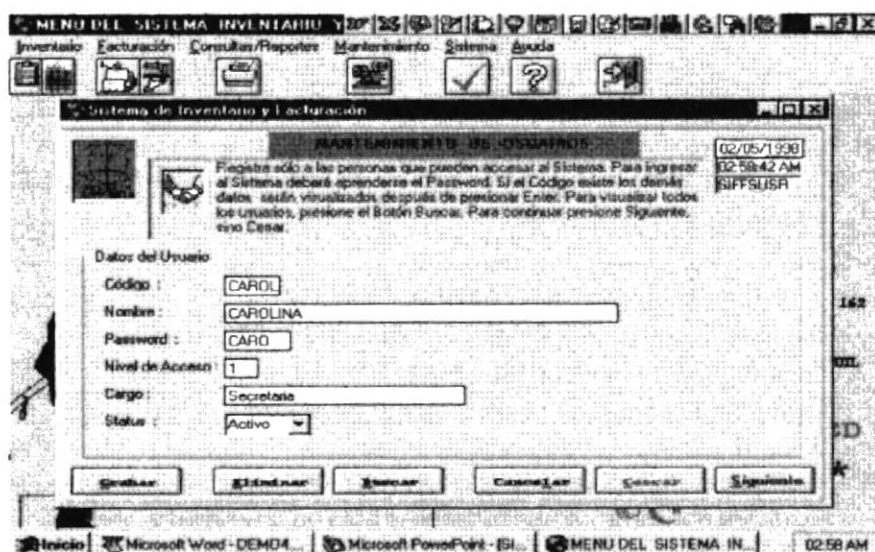 MENU DEL SISTEMA INVENTARIO Y
Inventario Facturación Consultas/Reportes Mantenimiento Sistema Ayuda
Sistema de Inventario y Facturación
MANTENIMIENTO DE USUARIOS
02/05/1998
02:58:42 AM
SIFFSUSR
Registra sólo a las personas que pueden accesar al Sistema. Para ingresar
al Sistema deberá aprenderse el Password. Si el Código existe los demás
datos serán visualizados después de presionar Enter. Para visualizar todos
los usuarios, presione el Botón Buscar. Para continuar presione Siguiente,
sino Cesar.
Datos del Usuario
Código : CAROL
Nombre : CAROLINA
Password : CARO
Nivel de Acceso : 1
Cargo : Secretaria
Status : Activo
162
Grabar Eliminar Buscar Cancelar Siguiente
Inicio Microsoft Word - DEMO4... Microsoft PowerPoint - [SI... MENU DEL SISTEMA IN... 02:58 AM